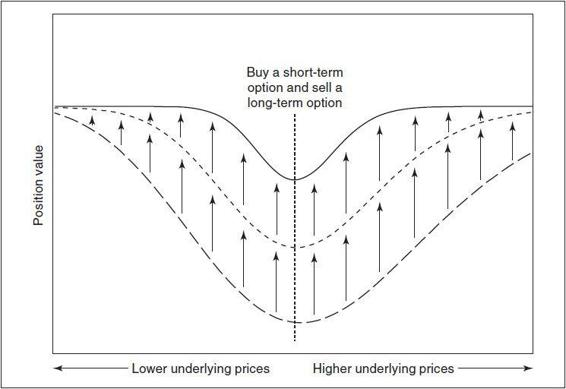 Buy a short-term
option and sell a
long-term option
Position value
Lower underlying prices
Higher underlying prices